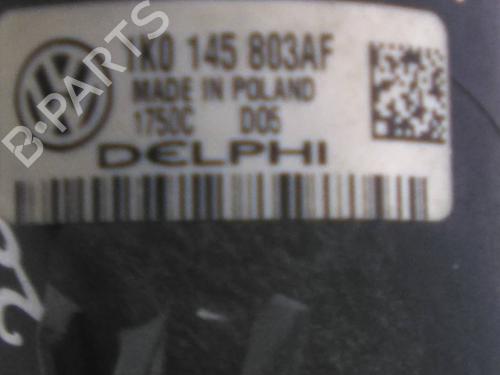 1K0 145 803AF
MADE IN POLAND
1750C D05
DELPHI
B-PARTS